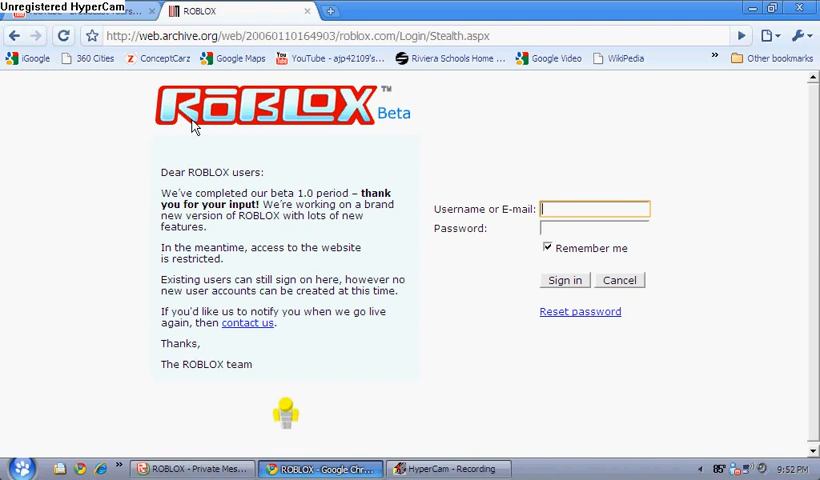 Unregistered HyperCam
ROBLOX
http://web.archive.org/web/20060110164903/roblox.com/Login/Stealth.aspx
iGoogle 360 Cities ConceptCarz Google Maps YouTube - ajp42109's... Riviera Schools Home ... Google Video WikiPedia » Other bookmarks
ROBLOX TM Beta
Dear ROBLOX users:
We've completed our beta 1.0 period – thank
you for your input! We're working on a brand
new version of ROBLOX with lots of new
features.
In the meantime, access to the website
is restricted.
Existing users can still sign on here, however no
new user accounts can be created at this time.
If you'd like us to notify you when we go live
again, then contact us.
Thanks,
The ROBLOX team
Username or E-mail:
Password:
Remember me
Sign in Cancel
Reset password
» ROBLOX - Private Mes... ROBLOX - Google Chr... HyperCam - Recording 85° 9:52 PM